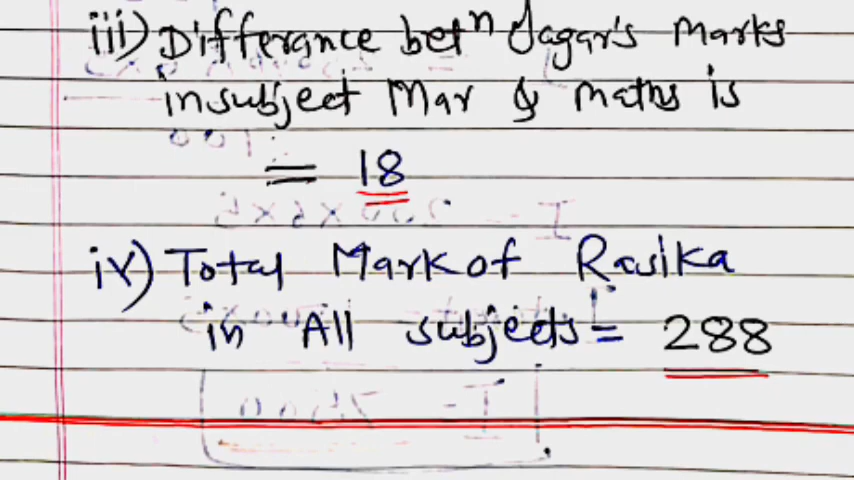 iii) Differance betⁿ Sagar's Marks
insubject Mar & maths is
= 18
iv) Total Mark of Rasika
in All subjects = 288